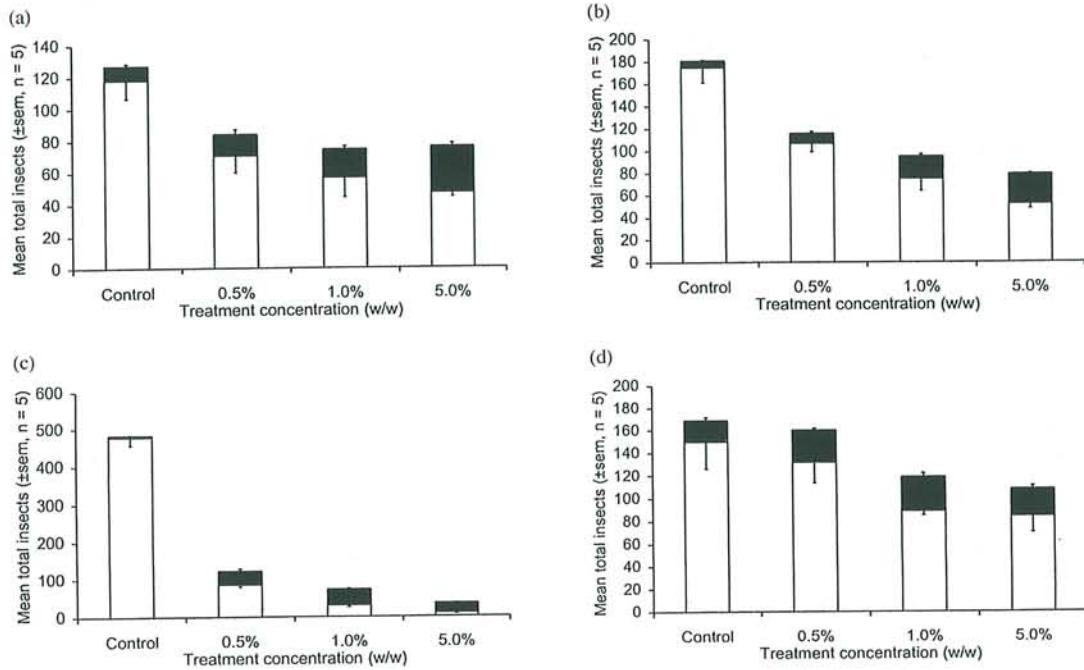 (a)
Mean total insects (±sem, n = 5)
140
120
100
80
60
40
20
0
Control 0.5% 1.0% 5.0%
Treatment concentration (w/w)
(b)
Mean total insects (±sem, n = 5)
200
180
160
140
120
100
80
60
40
20
0
Control 0.5% 1.0% 5.0%
Treatment concentration (w/w)
(c)
Mean total insects (±sem, n = 5)
600
500
400
300
200
100
0
Control 0.5% 1.0% 5.0%
Treatment concentration (w/w)
(d)
Mean total insects (±sem, n = 5)
200
180
160
140
120
100
80
60
40
20
0
Control 0.5% 1.0% 5.0%
Treatment concentration (w/w)